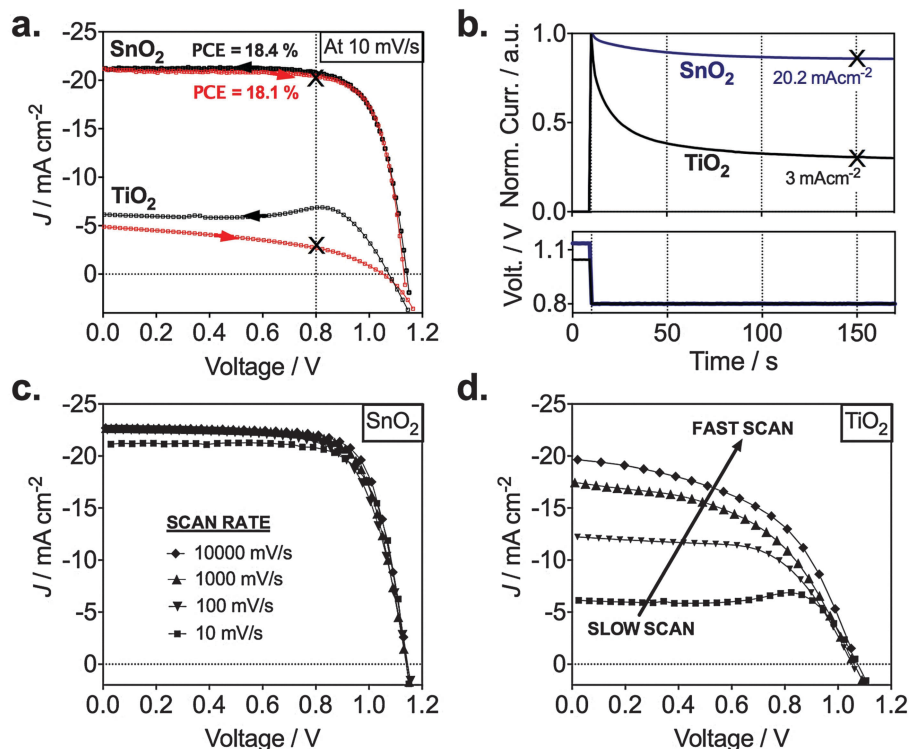 a.
SnO₂
PCE = 18.4 %
At 10 mV/s
PCE = 18.1 %
TiO₂
J / mA cm⁻²
-25
-20
-15
-10
-5
0
0.0 0.2 0.4 0.6 0.8 1.0 1.2
Voltage / V
b.
Norm. Curr. / a.u.
1.0
0.5
0.0
SnO₂
20.2 mAcm⁻²
TiO₂
3 mAcm⁻²
Volt. / V
1.1
0.8
0 50 100 150
Time / s
c.
SnO₂
J / mA cm⁻²
-25
-20
-15
-10
-5
0
SCAN RATE
10000 mV/s
1000 mV/s
100 mV/s
10 mV/s
0.0 0.2 0.4 0.6 0.8 1.0 1.2
Voltage / V
d.
TiO₂
FAST SCAN
SLOW SCAN
J / mA cm⁻²
-25
-20
-15
-10
-5
0
0.0 0.2 0.4 0.6 0.8 1.0 1.2
Voltage / V